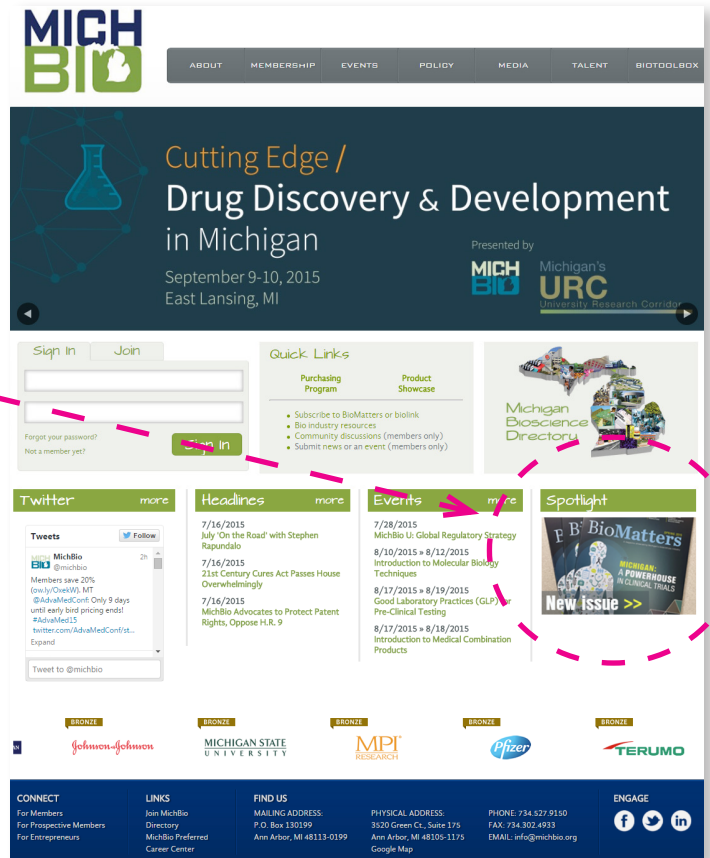 MICH
BIO
ABOUT MEMBERSHIP EVENTS POLICY MEDIA TALENT BIOTOOLBOX
Cutting Edge /
Drug Discovery & Development
in Michigan
September 9-10, 2015
East Lansing, MI
Presented by
MICH
BIO
Michigan's
URC
University Research Corridor
Sign In Join
Forgot your password?
Not a member yet?
Sign In
Quick Links
Purchasing
Program
Product
Showcase
Subscribe to BioMatters or biolink
Bio industry resources
Community discussions (members only)
Submit news or an event (members only)
Michigan
Bioscience
Directory
Twitter more
Tweets
Follow
MICH
BIO
MichBio 2h
@michbio
Members save 20%
(ow.ly/OxekW). MT
@AdvaMedConf: Only 9 days
until early bird pricing ends!
#AdvaMed15
twitter.com/AdvaMedConf/st...
Expand
Tweet to @michbio
Headlines more
7/16/2015
July 'On the Road' with Stephen
Rapundalo
7/16/2015
21st Century Cures Act Passes House
Overwhelmingly
7/16/2015
MichBio Advocates to Protect Patent
Rights, Oppose H.R. 9
Events more
7/28/2015
MichBio U: Global Regulatory Strategy
8/10/2015 » 8/12/2015
Introduction to Molecular Biology
Techniques
8/17/2015 » 8/19/2015
Good Laboratory Practices (GLP) for
Pre-Clinical Testing
8/17/2015 » 8/18/2015
Introduction to Medical Combination
Products
Spotlight
BioMatters
MICHIGAN:
A POWERHOUSE
IN CLINICAL TRIALS
New issue >>
BRONZE
Johnson & Johnson
BRONZE
MICHIGAN STATE
UNIVERSITY
BRONZE
MPI
RESEARCH
BRONZE
Pfizer
BRONZE
TERUMO
CONNECT
For Members
For Prospective Members
For Entrepreneurs
LINKS
Join MichBio
Directory
MichBio Preferred
Career Center
FIND US
MAILING ADDRESS:
P.O. Box 130199
Ann Arbor, MI 48113-0199
PHYSICAL ADDRESS:
3520 Green Ct., Suite 175
Ann Arbor, MI 48105-1175
Google Map
PHONE: 734.527.9150
FAX: 734.302.4933
EMAIL: info@michbio.org
ENGAGE